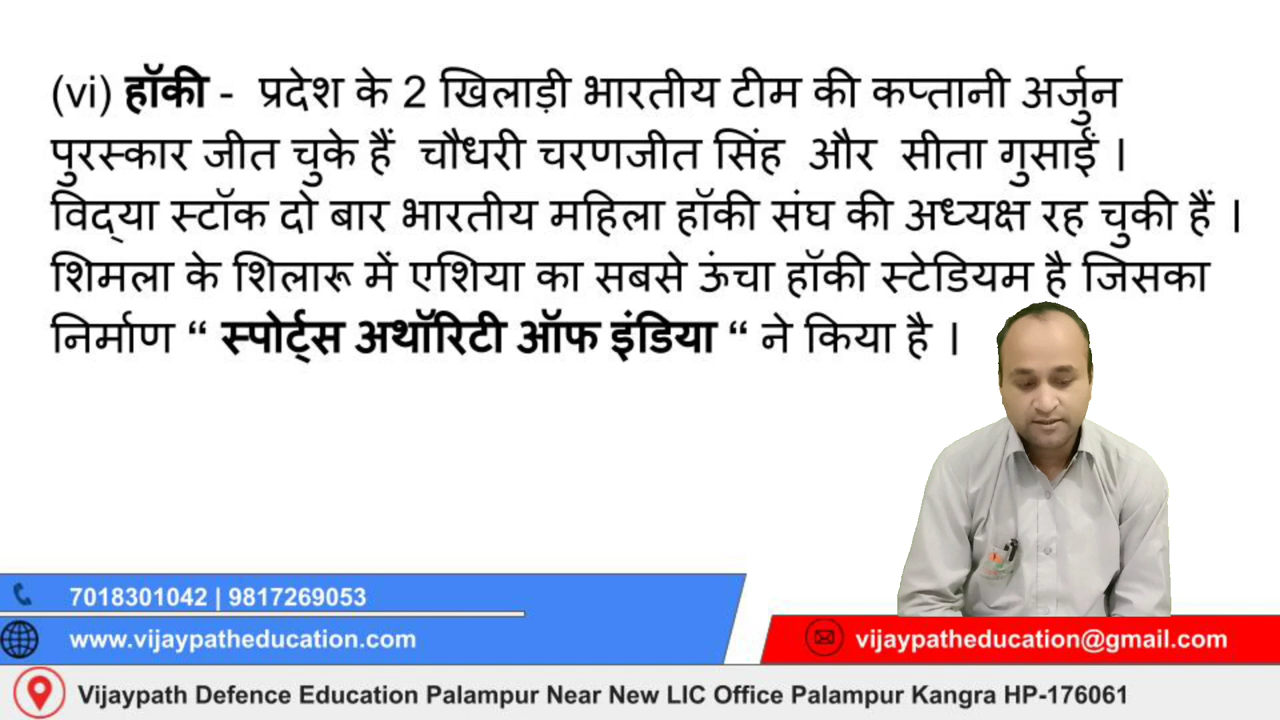 (vi) हॉकी - प्रदेश के 2 खिलाड़ी भारतीय टीम की कप्तानी अर्जुन
पुरस्कार जीत चुके हैं चौधरी चरणजीत सिंह और सीता गुसाईं ।
विद्या स्टॉक दो बार भारतीय महिला हॉकी संघ की अध्यक्ष रह चुकी हैं ।
शिमला के शिलारू में एशिया का सबसे ऊंचा हॉकी स्टेडियम है जिसका
निर्माण “ स्पोर्ट्स अथॉरिटी ऑफ इंडिया “ ने किया है ।
7018301042 | 9817269053
www.vijaypatheducation.com
vijaypatheducation@gmail.com
Vijaypath Defence Education Palampur Near New LIC Office Palampur Kangra HP-176061